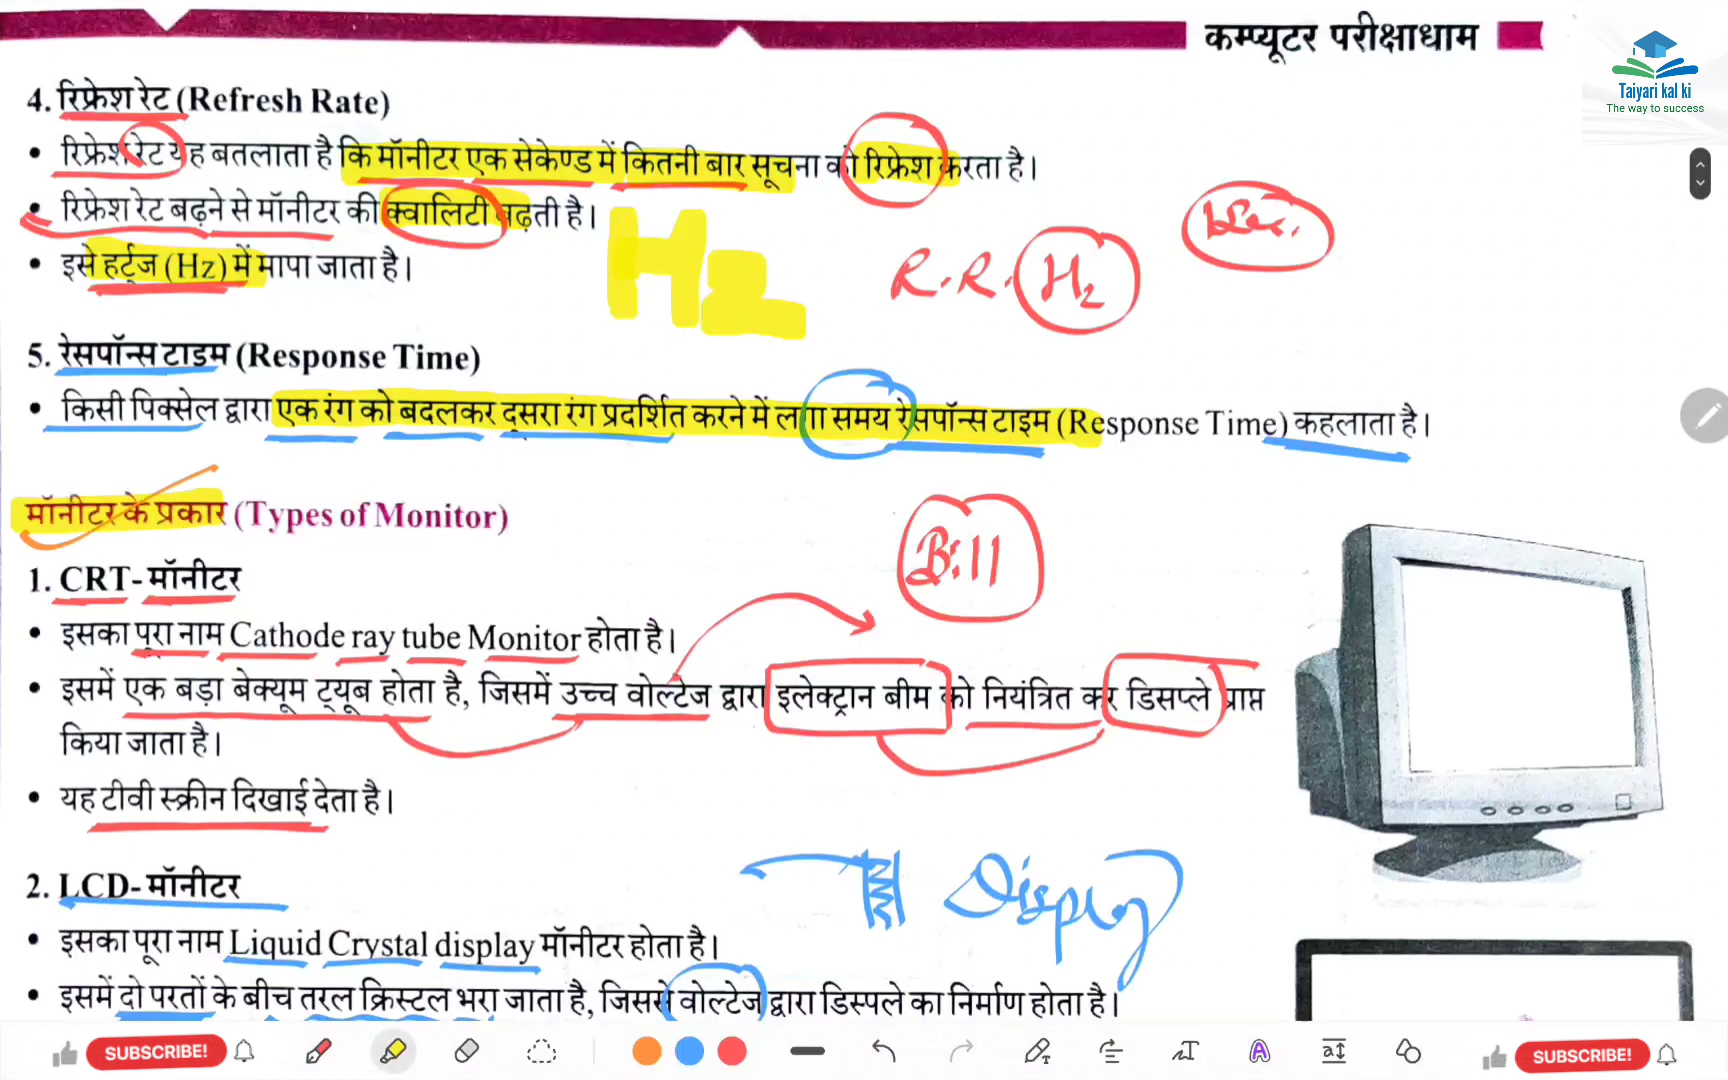 कम्प्यूटर परीक्षाधाम
Taiyari kal ki
The way to success
4. रिफ्रेश रेट (Refresh Rate)
• रिफ्रेश रेट यह बतलाता है कि मॉनीटर एक सेकेण्ड में कितनी बार सूचना को रिफ्रेश करता है।
• रिफ्रेश रेट बढ़ने से मॉनीटर की क्वालिटी बढ़ती है।
• इसे हर्ट्ज (Hz) में मापा जाता है।
Hz
R.R. Hz
5. रेसपॉन्स टाइम (Response Time)
• किसी पिक्सेल द्वारा एक रंग को बदलकर दूसरा रंग प्रदर्शित करने में लगा समय रेसपॉन्स टाइम (Response Time) कहलाता है।
मॉनीटर के प्रकार (Types of Monitor)
1. CRT- मॉनीटर
• इसका पूरा नाम Cathode ray tube Monitor होता है।
• इसमें एक बड़ा बेक्यूम ट्यूब होता है, जिसमें उच्च वोल्टेज द्वारा इलेक्ट्रान बीम को नियंत्रित कर डिसप्ले प्राप्त
किया जाता है।
• यह टीवी स्क्रीन दिखाई देता है।
2. LCD- मॉनीटर
Display
• इसका पूरा नाम Liquid Crystal display मॉनीटर होता है।
• इसमें दो परतों के बीच तरल क्रिस्टल भरा जाता है, जिससे वोल्टेज द्वारा डिस्पले का निर्माण होता है।
SUBSCRIBE!
SUBSCRIBE!